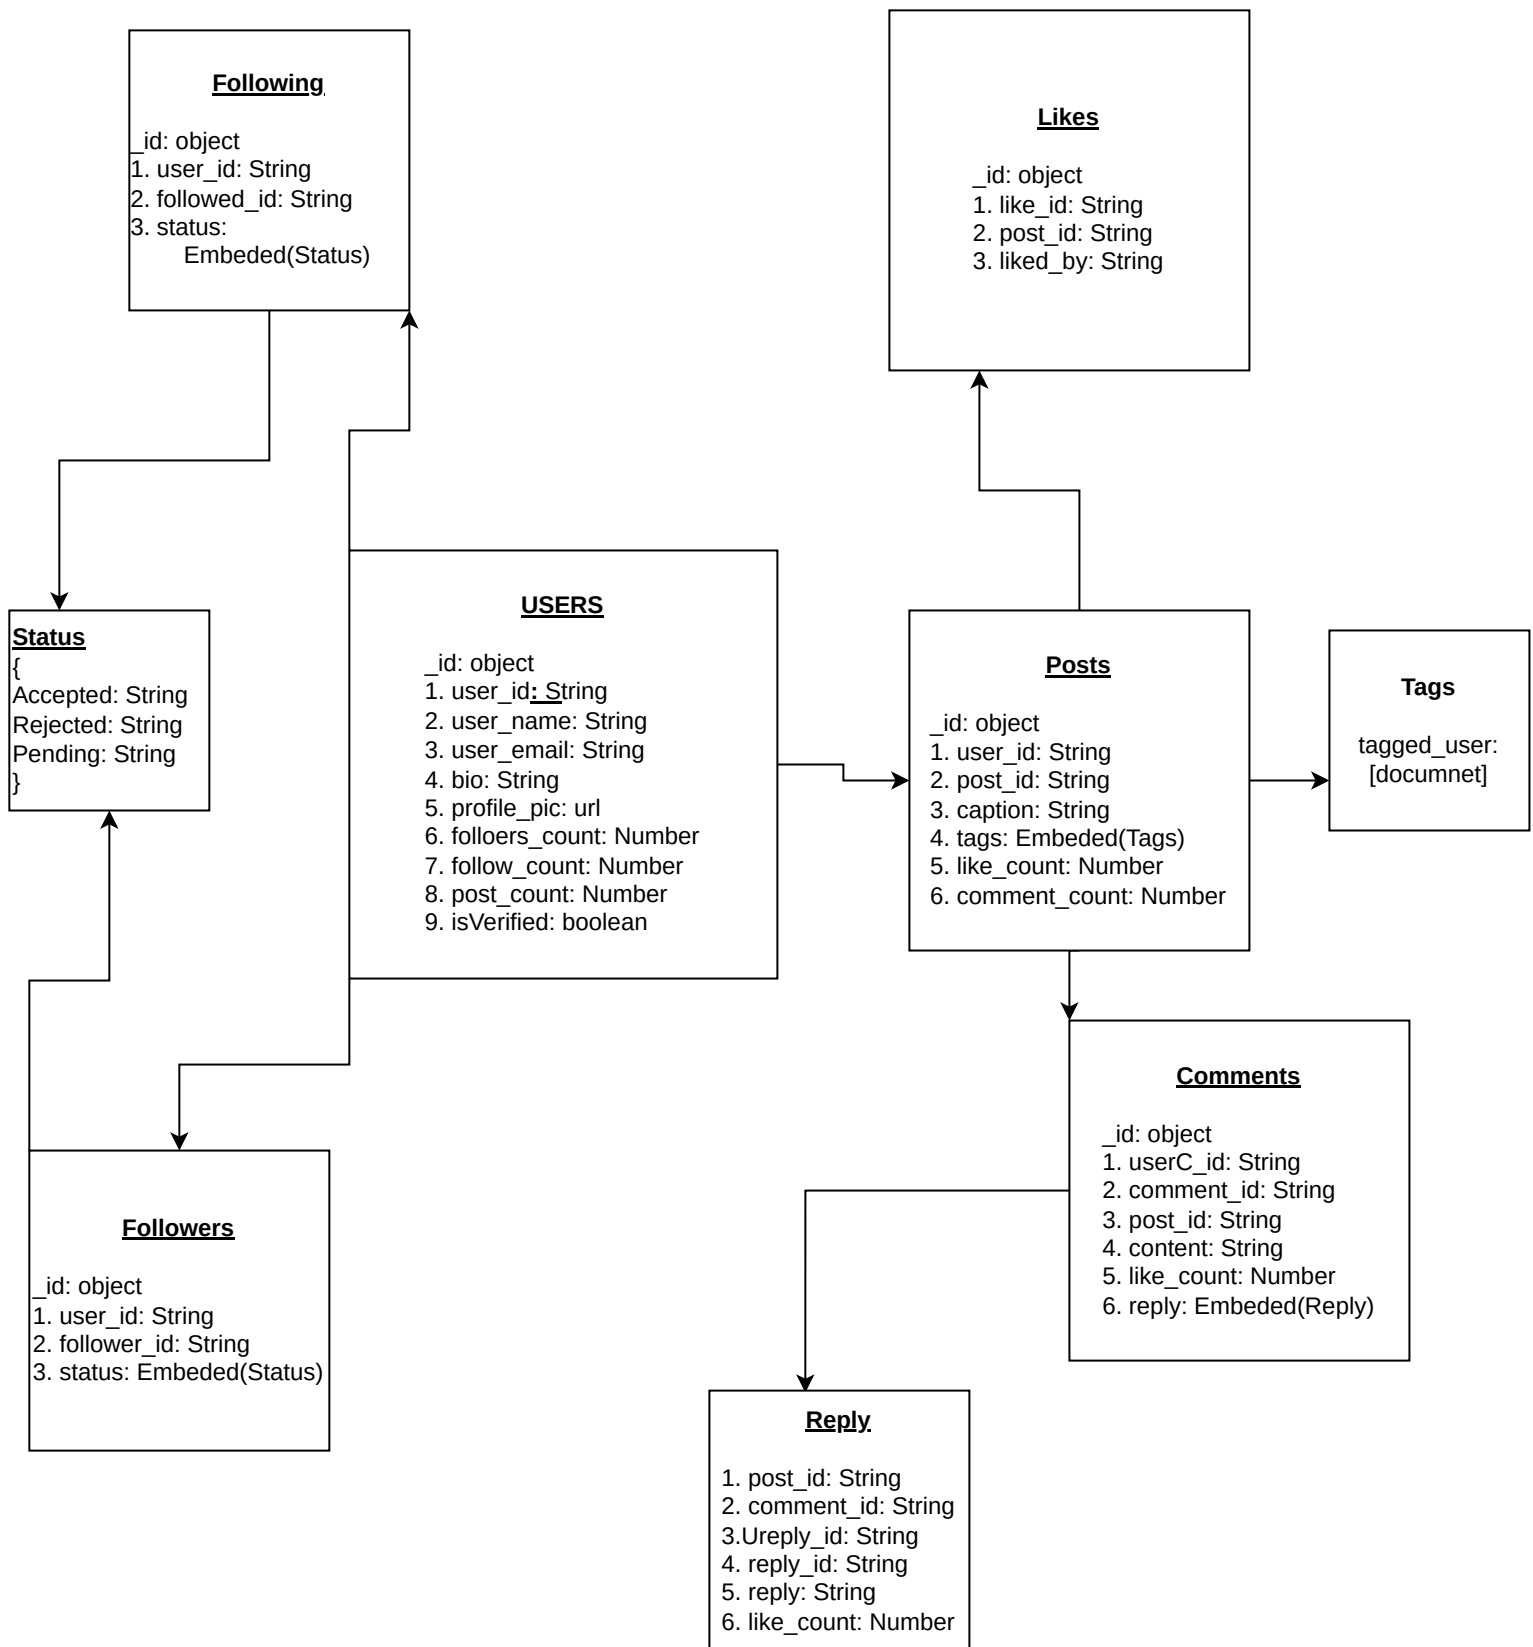 Following
_id: object
1. user_id: String
2. followed_id: String
3. status:
Embeded(Status)
Likes
_id: object
1. like_id: String
2. post_id: String
3. liked_by: String
Status
{
Accepted: String
Rejected: String
Pending: String
}
USERS
_id: object
1. user_id: String
2. user_name: String
3. user_email: String
4. bio: String
5. profile_pic: url
6. folloers_count: Number
7. follow_count: Number
8. post_count: Number
9. isVerified: boolean
Posts
_id: object
1. user_id: String
2. post_id: String
3. caption: String
4. tags: Embeded(Tags)
5. like_count: Number
6. comment_count: Number
Tags
tagged_user:
[documnet]
Followers
_id: object
1. user_id: String
2. follower_id: String
3. status: Embeded(Status)
Comments
_id: object
1. userC_id: String
2. comment_id: String
3. post_id: String
4. content: String
5. like_count: Number
6. reply: Embeded(Reply)
Reply
1. post_id: String
2. comment_id: String
3.Ureply_id: String
4. reply_id: String
5. reply: String
6. like_count: Number